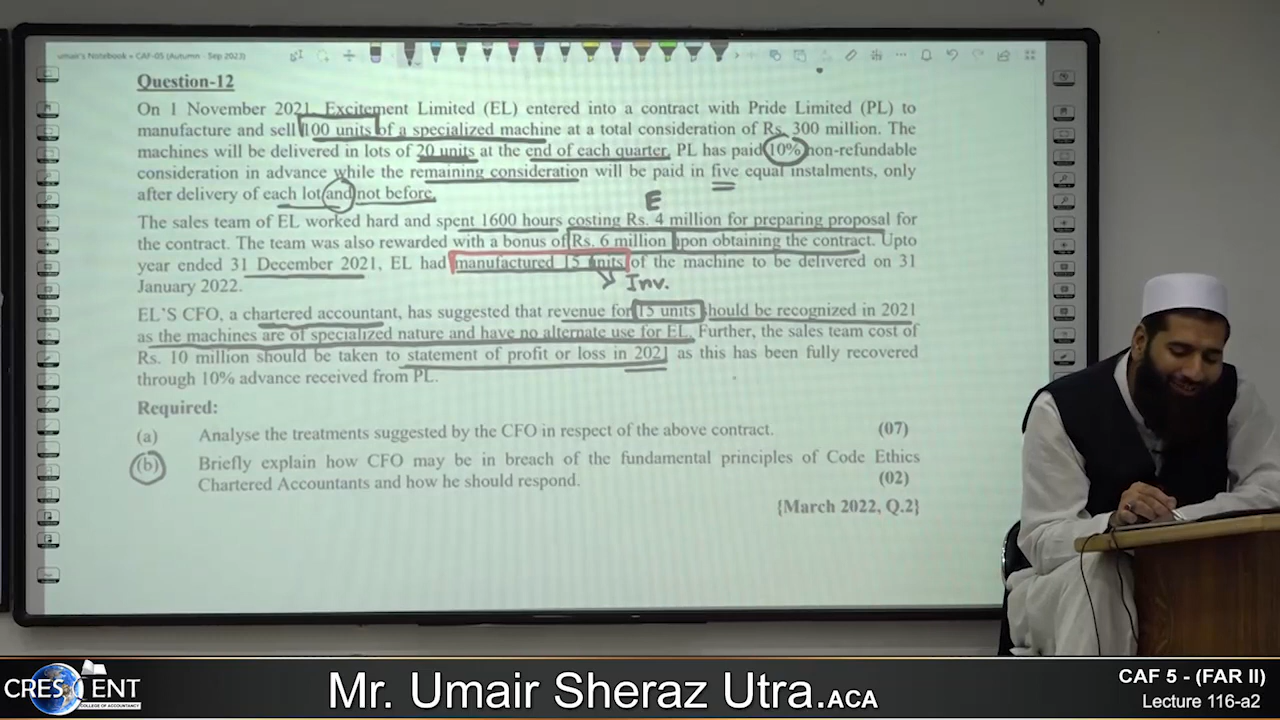 umair's Notebook » CAF-05 (Autumn - Sep 2023)
Question-12
On 1 November 2021, Excitement Limited (EL) entered into a contract with Pride Limited (PL) to
manufacture and sell 100 units of a specialized machine at a total consideration of Rs. 300 million. The
machines will be delivered in lots of 20 units at the end of each quarter. PL has paid 10% non-refundable
consideration in advance while the remaining consideration will be paid in five equal instalments, only
after delivery of each lot and not before.
E
The sales team of EL worked hard and spent 1600 hours costing Rs. 4 million for preparing proposal for
the contract. The team was also rewarded with a bonus of Rs. 6 million upon obtaining the contract. Upto
year ended 31 December 2021, EL had manufactured 15 units of the machine to be delivered on 31
January 2022.
Inv.
EL'S CFO, a chartered accountant, has suggested that revenue for 15 units should be recognized in 2021
as the machines are of specialized nature and have no alternate use for EL. Further, the sales team cost of
Rs. 10 million should be taken to statement of profit or loss in 2021 as this has been fully recovered
through 10% advance received from PL.
Required:
(a) Analyse the treatments suggested by the CFO in respect of the above contract. (07)
(b) Briefly explain how CFO may be in breach of the fundamental principles of Code Ethics
Chartered Accountants and how he should respond. (02)
{March 2022, Q.2}
CRESCENT
COLLEGE OF ACCOUNTANCY
Mr. Umair Sheraz Utra.ACA
CAF 5 - (FAR II)
Lecture 116-a2